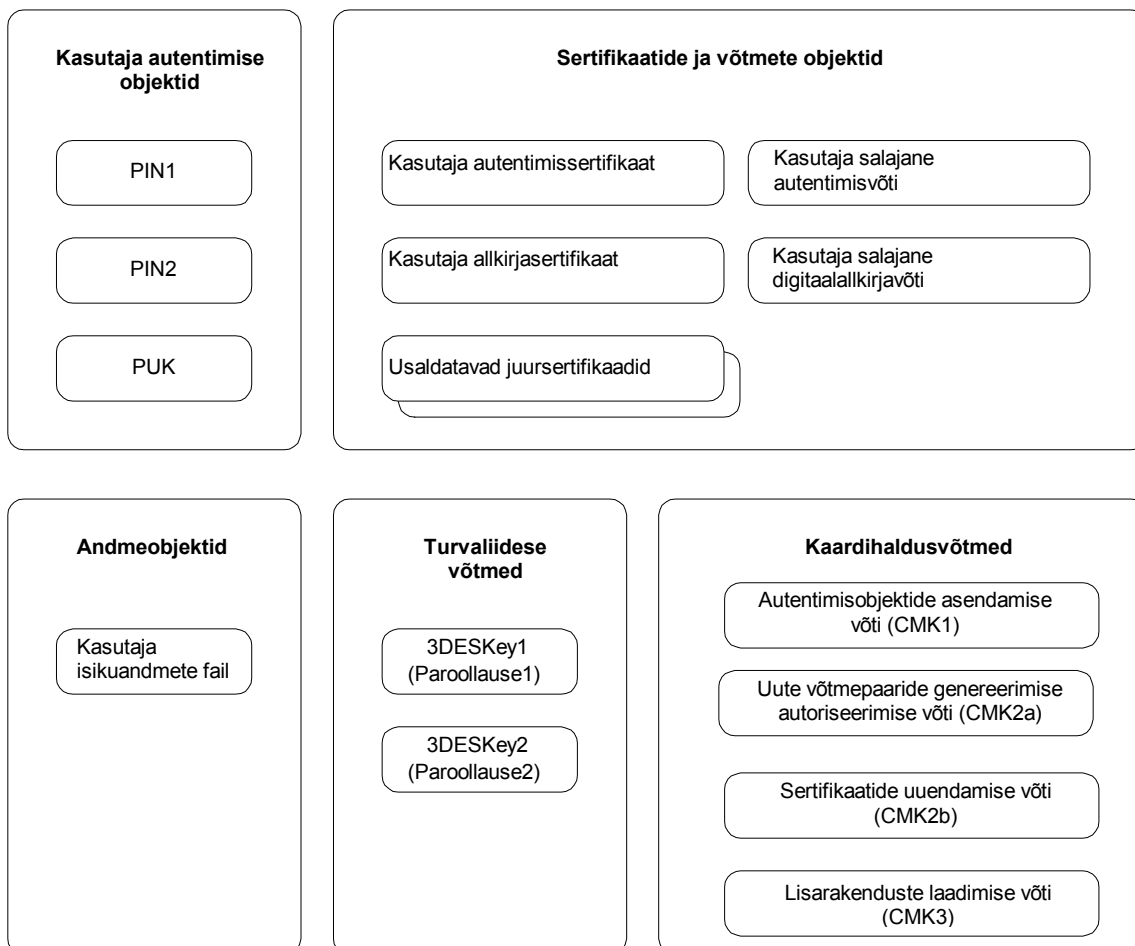 Kasutaja autentimise
objektid
PIN1
PIN2
PUK
Sertifikaatide ja võtmete objektid
Kasutaja autentimissertifikaat
Kasutaja salajane
autentimisvõti
Kasutaja allkirjasertifikaat
Kasutaja salajane
digitaalallkirjavõti
Usaldatavad juursertifikaadid
Andmeobjektid
Kasutaja
isikuandmete fail
Turvaliidese
võtmed
3DESKey1
(Paroollause1)
3DESKey2
(Paroollause2)
Kaardihaldusvõtmed
Autentimisobjektide asendamise
võti (CMK1)
Uute võtmepaaride genereerimise
autoriseerimise võti (CMK2a)
Sertifikaatide uuendamise võti
(CMK2b)
Lisarakenduste laadimise võti
(CMK3)